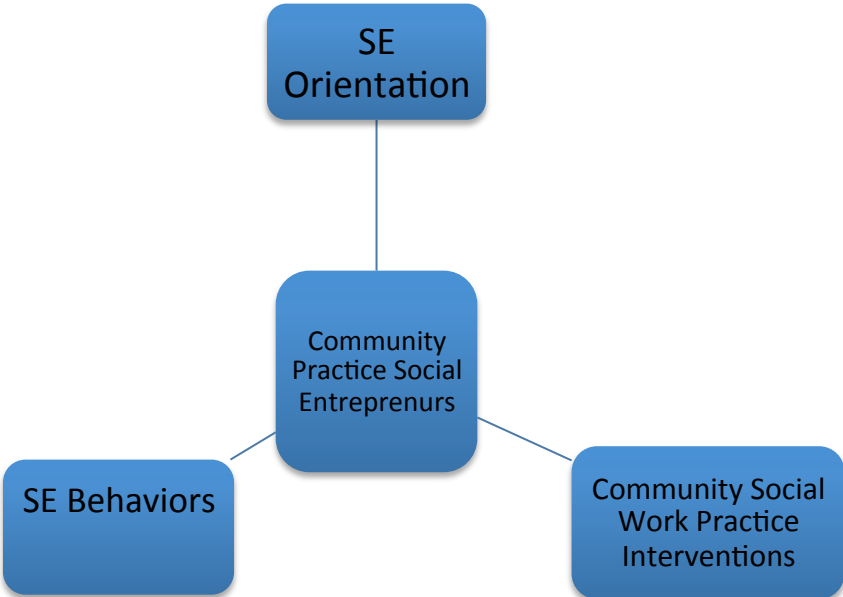 SE
Orientation
Community
Practice Social
Entreprenurs
SE Behaviors
Community Social
Work Practice
Interventions